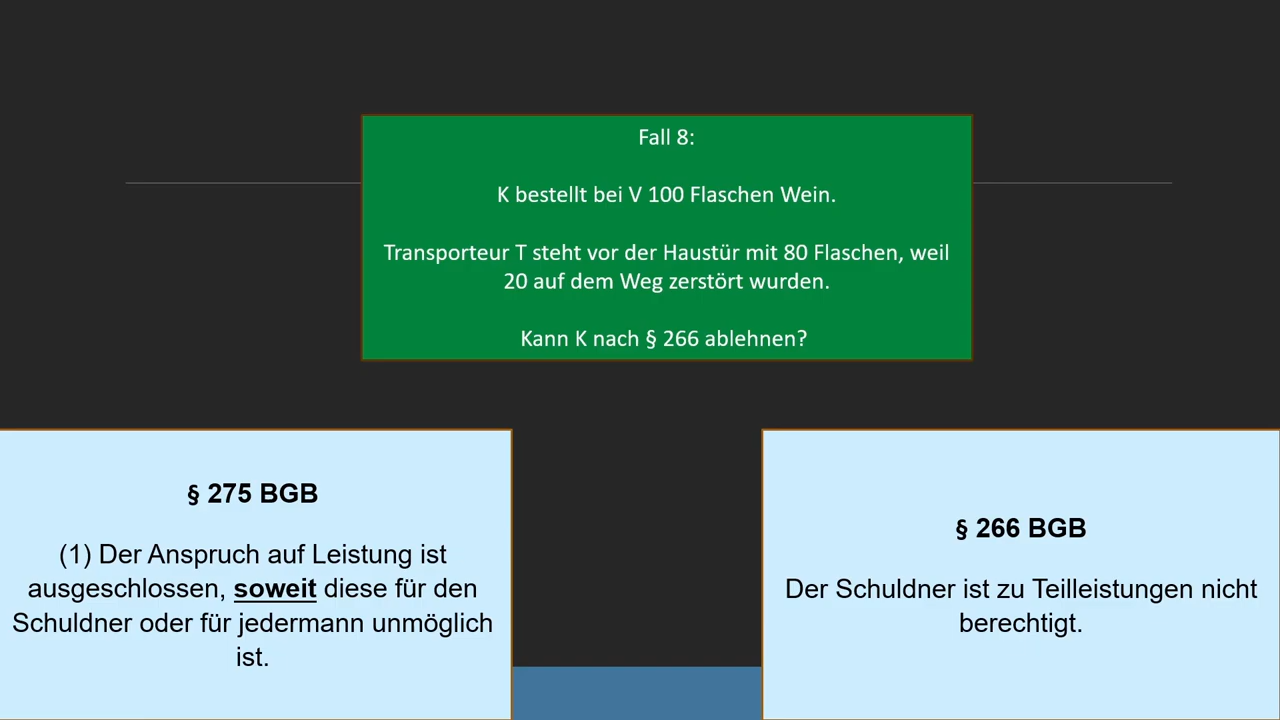 Fall 8:
K bestellt bei V 100 Flaschen Wein.
Transporteur T steht vor der Haustür mit 80 Flaschen, weil
20 auf dem Weg zerstört wurden.
Kann K nach § 266 ablehnen?
§ 275 BGB
(1) Der Anspruch auf Leistung ist
ausgeschlossen, soweit diese für den
Schuldner oder für jedermann unmöglich
ist.
§ 266 BGB
Der Schuldner ist zu Teilleistungen nicht
berechtigt.